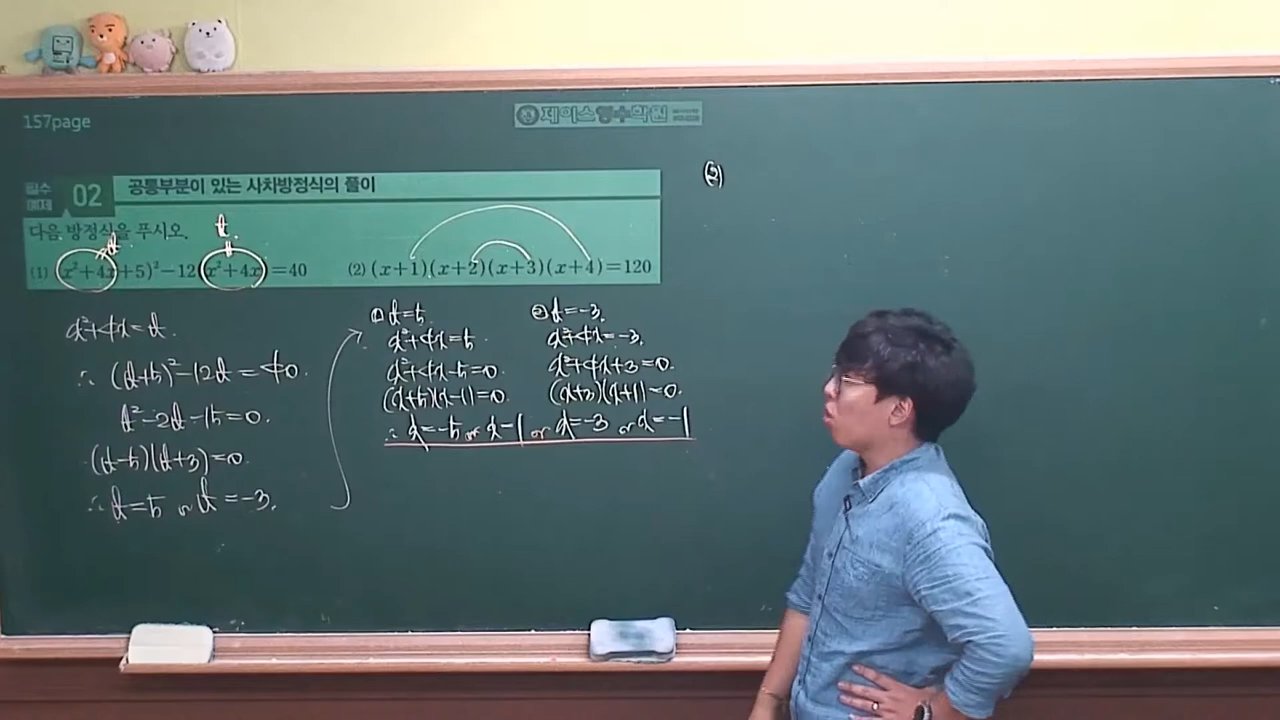 157page
제이스영수학원
필수 예제 02 공통부분이 있는 사차방정식의 풀이
다음 방정식을 푸시오.
t t
(1) (x²+4x+5)²-12(x²+4x)=40 (2) (x+1)(x+2)(x+3)(x+4)=120
x²+4x=t.
∴ (t+5)²-12t=40.
t²-2t-15=0.
(t-5)(t+3)=0
∴ t=5 or t=-3.
① t=5.
x²+4x=5.
x²+4x-5=0.
(x+5)(x-1)=0.
② t=-3.
x²+4x=-3.
x²+4x+3=0.
(x+3)(x+1)=0.
∴ x=-5 or x=1 or x=-3 or x=-1
(2)